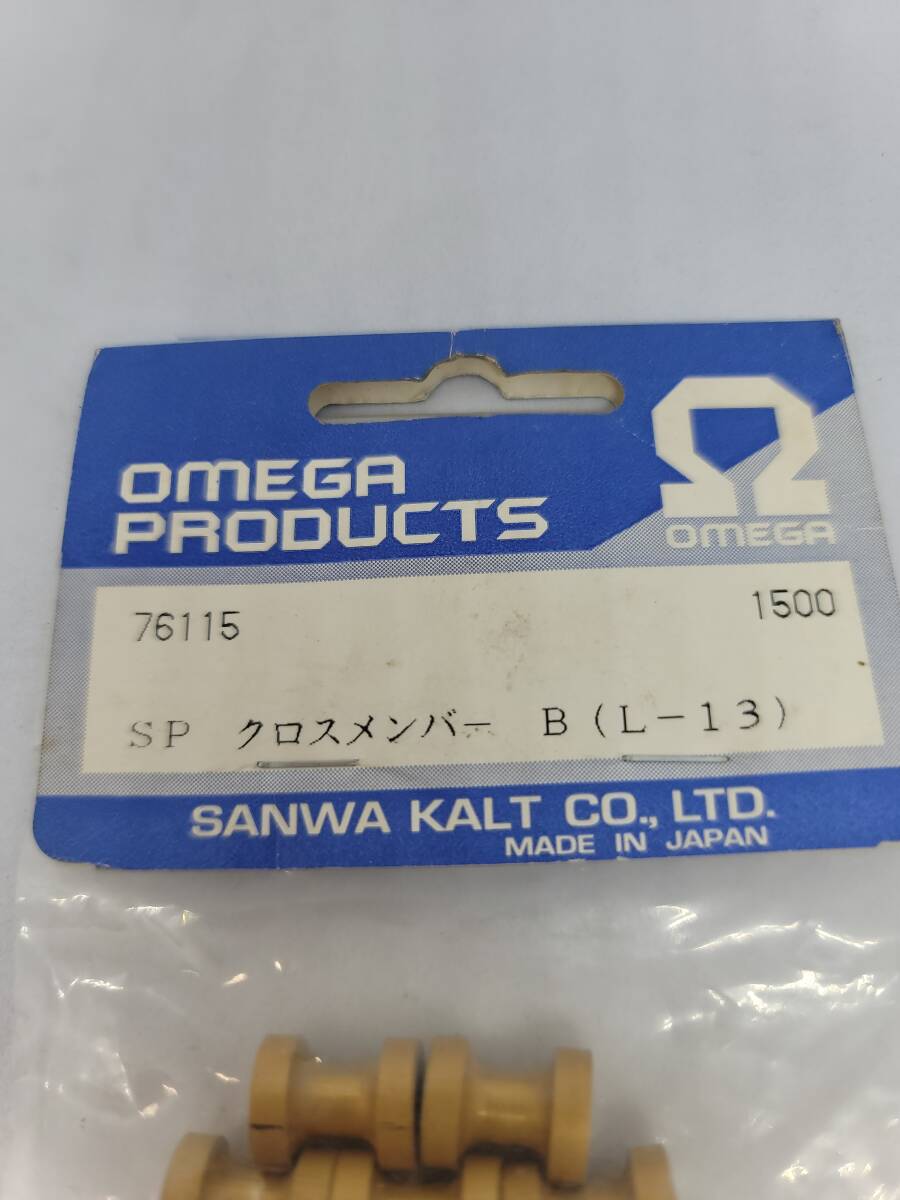 OMEGA
PRODUCTS
Ω
OMEGA
76115
1500
SP クロスメンバー B(L-13)
SANWA KALT CO., LTD.
MADE IN JAPAN